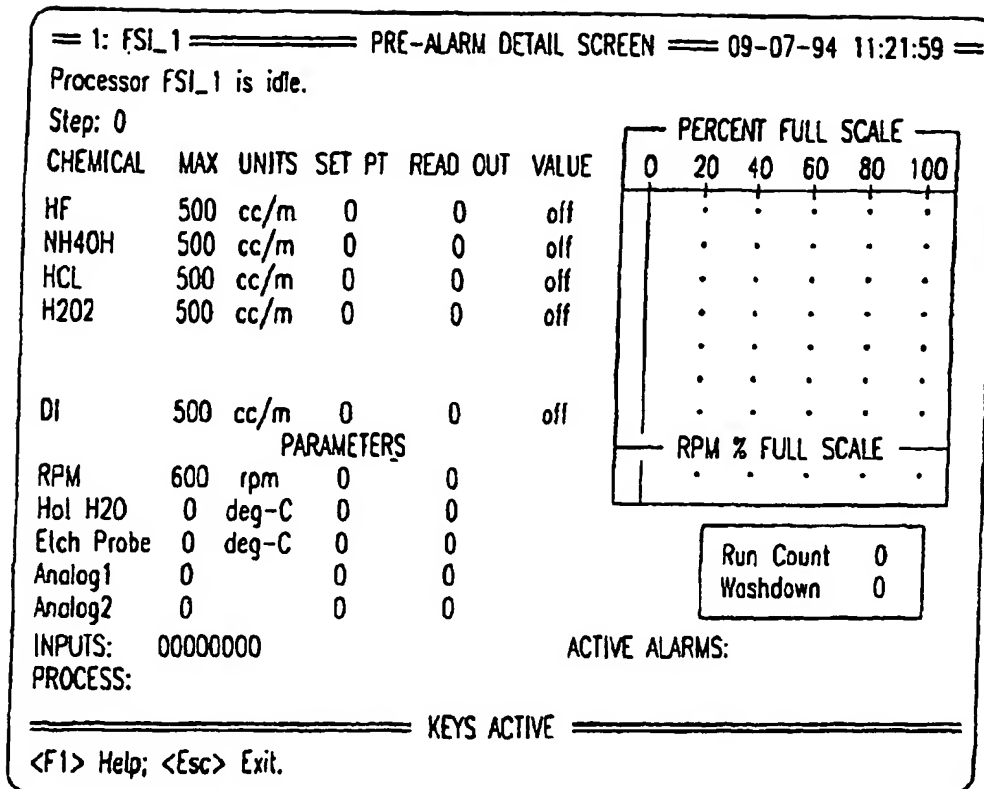 1: FSI_1 PRE-ALARM DETAIL SCREEN 09-07-94 11:21:59
Processor FSI_1 is idle.
Step: 0
CHEMICAL MAX UNITS SET PT READ OUT VALUE
HF 500 cc/m 0 0 off
NH4OH 500 cc/m 0 0 off
HCL 500 cc/m 0 0 off
H2O2 500 cc/m 0 0 off
DI 500 cc/m 0 0 off
PARAMETERS
RPM 600 rpm 0 0
Hot H2O 0 deg-C 0 0
Etch Probe 0 deg-C 0 0
Analog1 0 0 0
Analog2 0 0 0
INPUTS: 00000000
PROCESS:
PERCENT FULL SCALE
0 20 40 60 80 100
RPM % FULL SCALE
Run Count 0
Washdown 0
ACTIVE ALARMS:
KEYS ACTIVE
<F1> Help; <Esc> Exit.